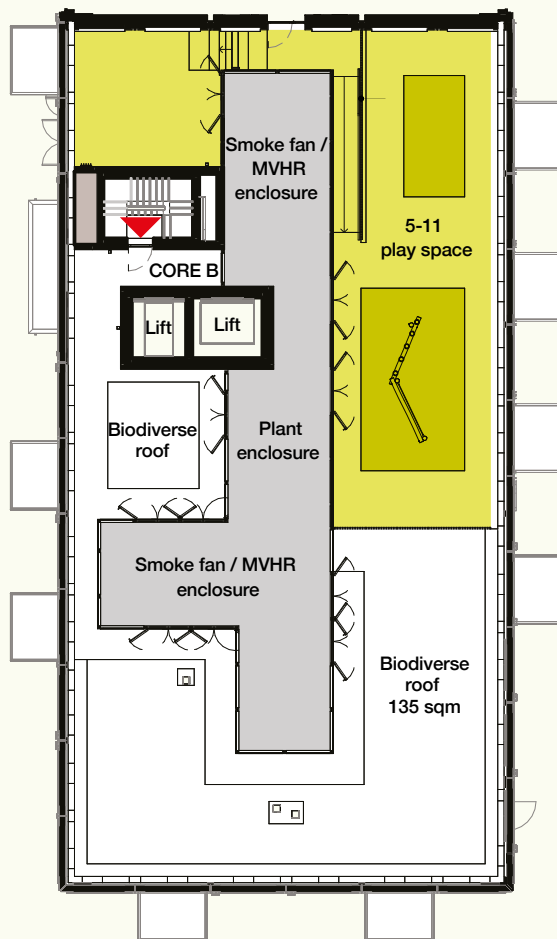 Smoke fan /
MVHR
enclosure
5-11
play space
CORE B
Lift
Lift
Biodiverse
roof
Plant
enclosure
Smoke fan / MVHR
enclosure
Biodiverse
roof
135 sqm